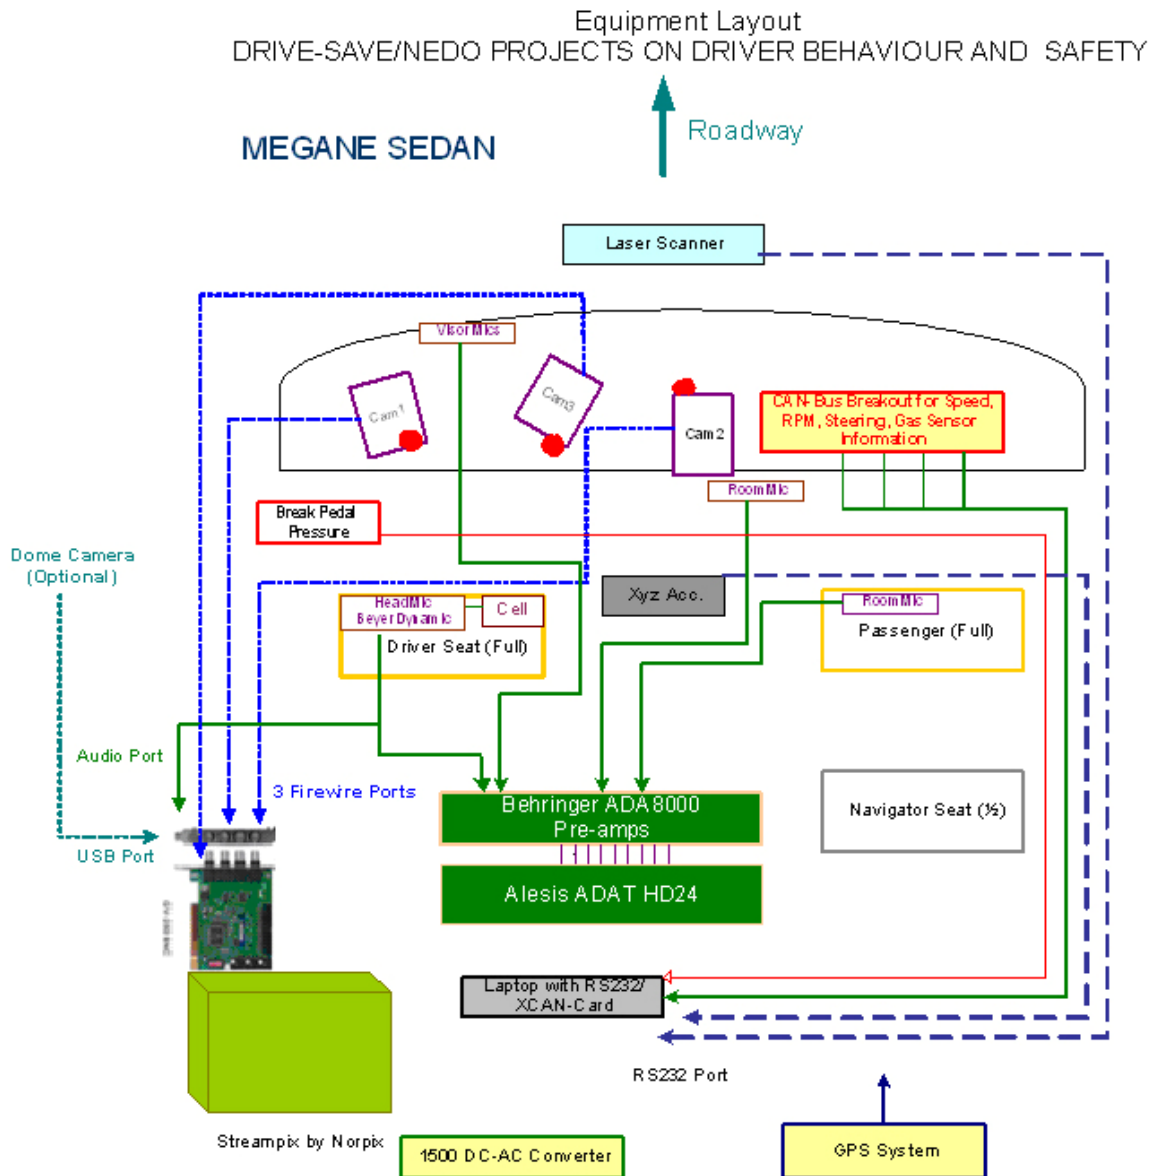 Equipment Layout
DRIVE-SAVE/NEDO PROJECTS ON DRIVER BEHAVIOUR AND SAFETY
Roadway
MEGANE SEDAN
Laser Scanner
Visor Mics
Cam1
Cam3
Cam2
CAN-Bus Breakout for Speed,
RPM, Steering, Gas Sensor
Information
Room Mic
Break Pedal
Pressure
Dome Camera
(Optional)
Xyz Acc.
HeadMic
Beyer Dynamic
Cell
Driver Seat (Full)
Room Mic
Passenger (Full)
Audio Port
3 Firewire Ports
USB Port
Behringer ADA8000
Pre-amps
Navigator Seat (½)
Alesis ADAT HD24
Laptop with RS232/
XCAN-Card
RS232 Port
Streampix by Norpix
1500 DC-AC Converter
GPS System